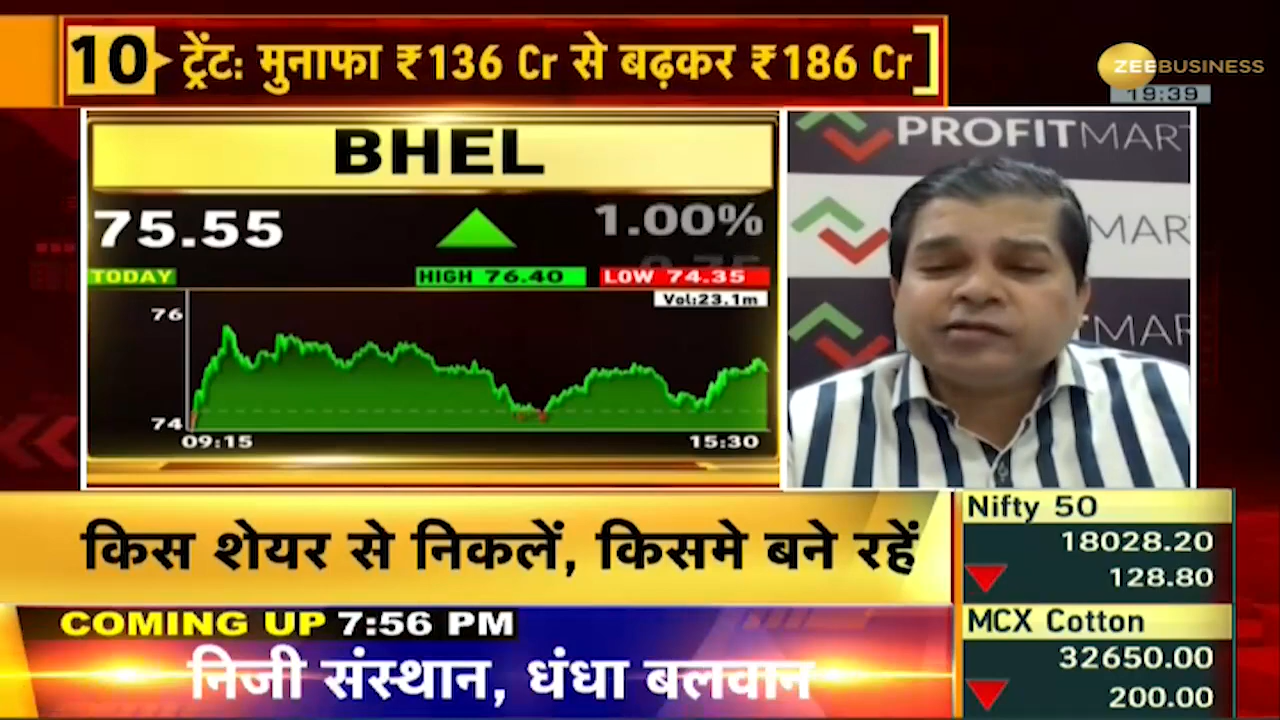 10 ट्रेंट: मुनाफा ₹136 Cr से बढ़कर ₹186 Cr
ZEEBUSINESS
19:39
BHEL
75.55 1.00%
TODAY HIGH 76.40 LOW 74.35
Vol:23.1m
76
74
09:15 15:30
PROFITMART
MART
TMART
किस शेयर से निकलें, किसमे बने रहें
Nifty 50
18028.20
128.80
COMING UP 7:56 PM
निजी संस्थान, धंधा बलवान
MCX Cotton
32650.00
200.00